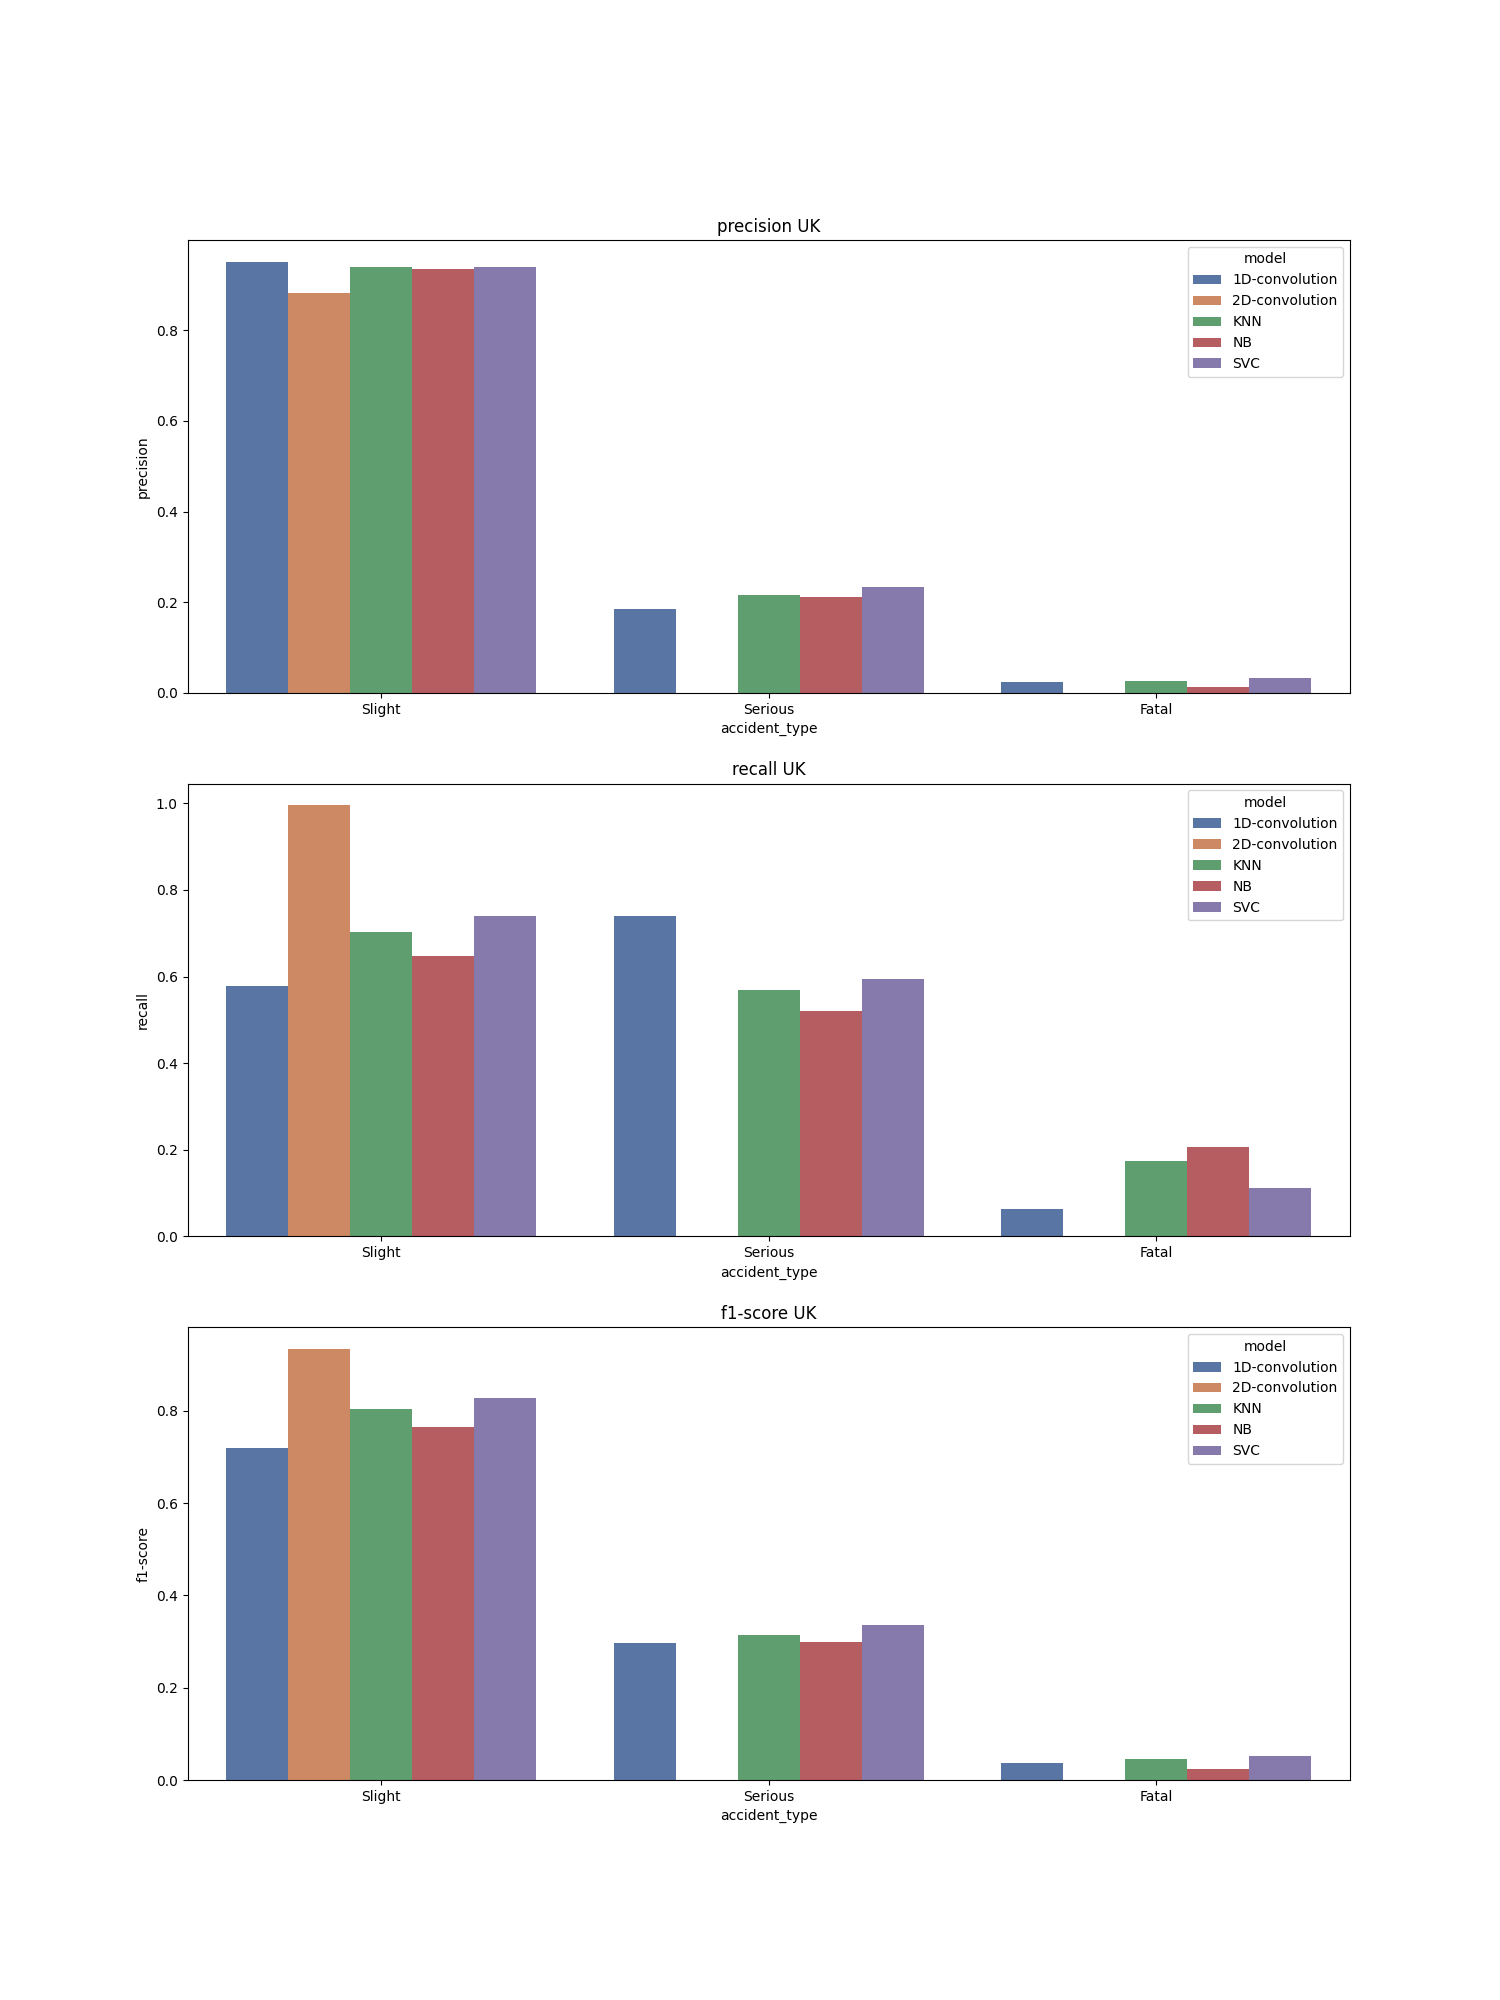 precision UK
model
1D-convolution
2D-convolution
KNN
NB
SVC
0.8
0.6
0.4
0.2
0.0
precision
Slight Serious Fatal
accident_type
recall UK
model
1D-convolution
2D-convolution
KNN
NB
SVC
1.0
0.8
0.6
0.4
0.2
0.0
recall
Slight Serious Fatal
accident_type
f1-score UK
model
1D-convolution
2D-convolution
KNN
NB
SVC
0.8
0.6
0.4
0.2
0.0
f1-score
Slight Serious Fatal
accident_type